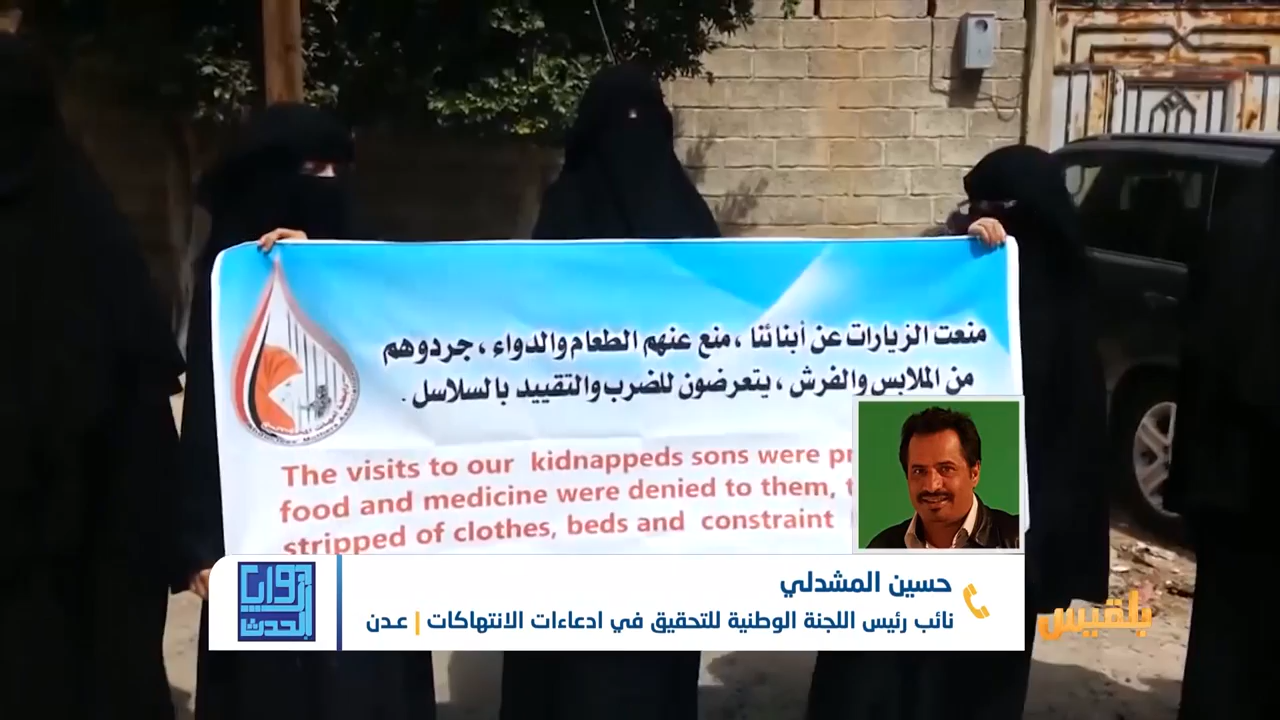 منعت الزيارات عن أبنائنا ، منع عنهم الطعام والدواء ، جردوهم
من الملابس والفرش ، يتعرضون للضرب والتقييد بالسلاسل .
The visits to our kidnappeds sons were pr
food and medicine were denied to them, t
stripped of clothes, beds and constraint
حسين المشدلي
نائب رئيس اللجنة الوطنية للتحقيق في ادعاءات الانتهاكات | عدن
زوايا الحدث
بلقيس